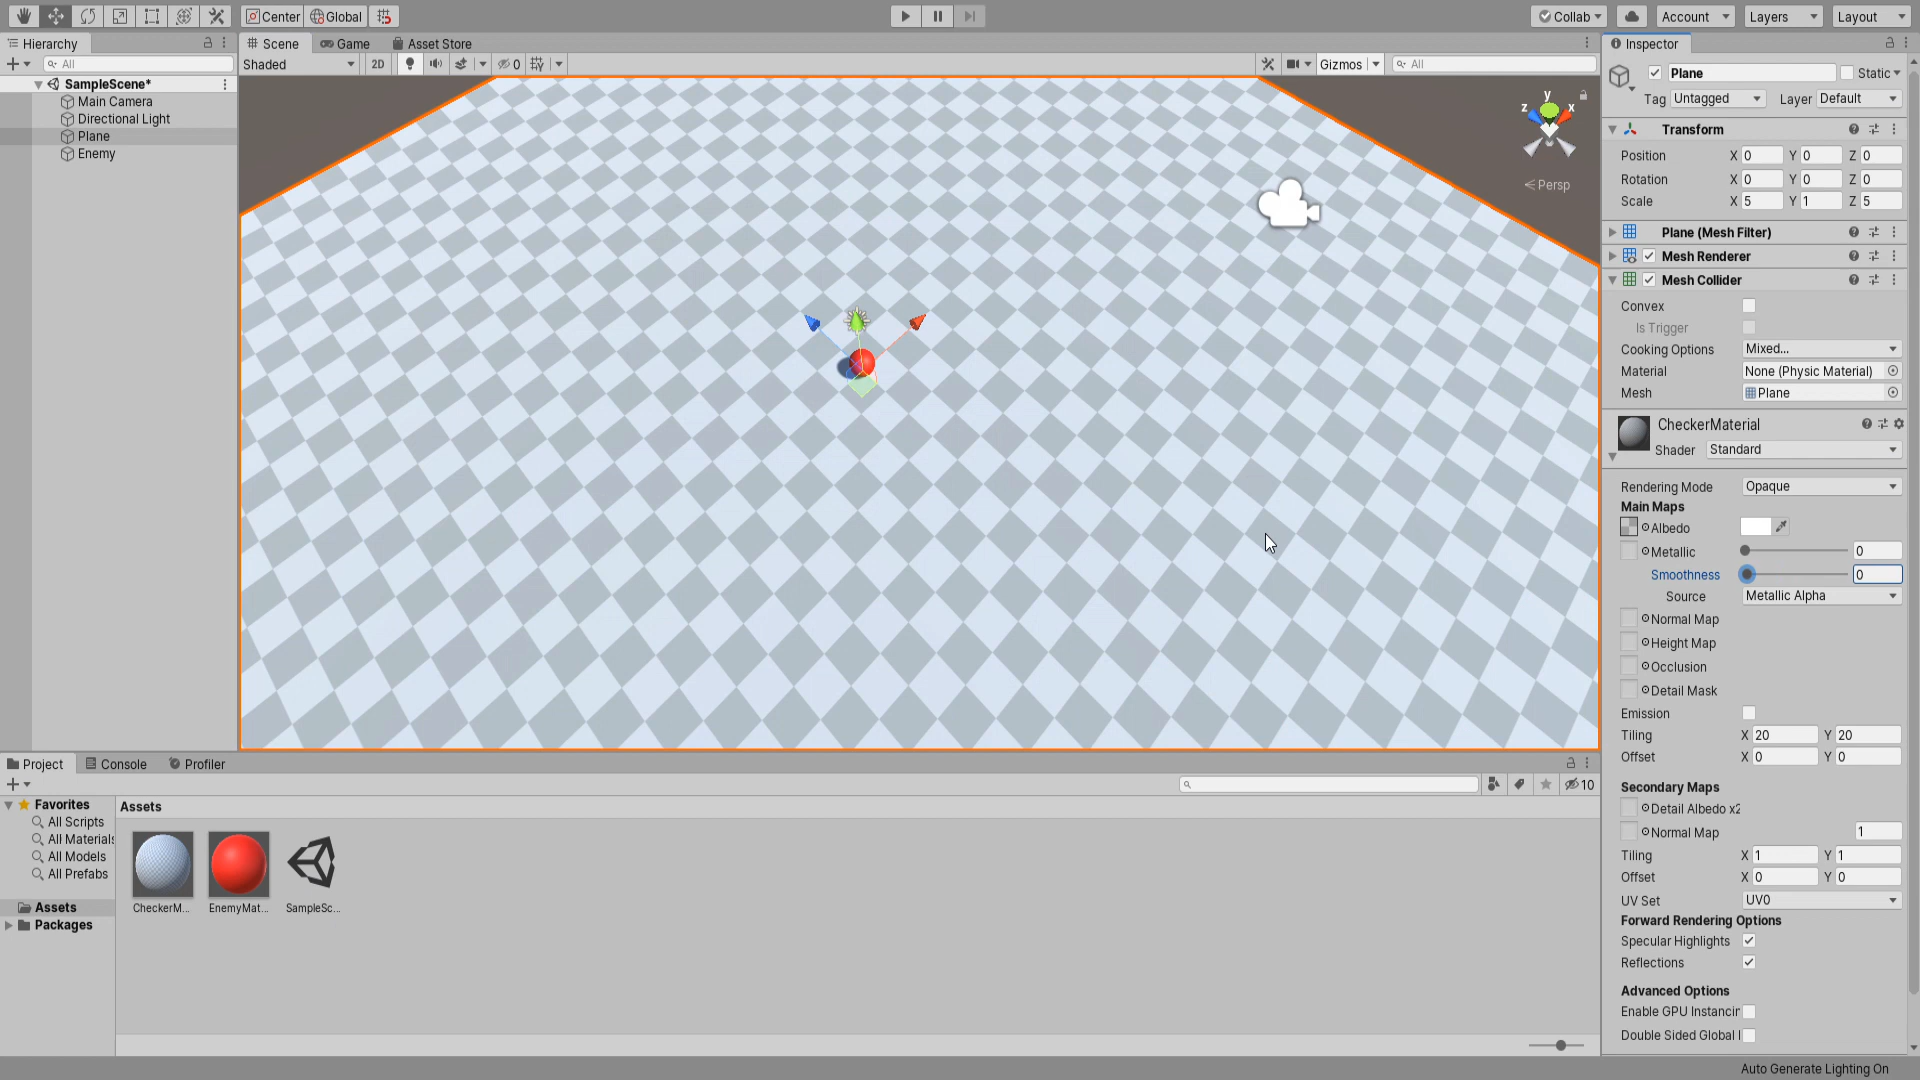 Center
Global
Collab
Account
Layers
Layout
Hierarchy
All
SampleScene*
Main Camera
Directional Light
Plane
Enemy
Scene
Game
Asset Store
Shaded
2D
0
Gizmos
All
y
z
x
Persp
Inspector
Plane
Static
Tag Untagged
Layer Default
Transform
Position X 0 Y 0 Z 0
Rotation X 0 Y 0 Z 0
Scale X 5 Y 1 Z 5
Plane (Mesh Filter)
Mesh Renderer
Mesh Collider
Convex
Is Trigger
Cooking Options Mixed...
Material None (Physic Material)
Mesh Plane
CheckerMaterial
Shader Standard
Rendering Mode Opaque
Main Maps
Albedo
Metallic 0
Smoothness 0
Source Metallic Alpha
Normal Map
Height Map
Occlusion
Detail Mask
Emission
Tiling X 20 Y 20
Offset X 0 Y 0
Secondary Maps
Detail Albedo x2
Normal Map 1
Tiling X 1 Y 1
Offset X 0 Y 0
UV Set UV0
Forward Rendering Options
Specular Highlights
Reflections
Advanced Options
Enable GPU Instancin
Double Sided Global I
Project
Console
Profiler
10
Favorites
All Scripts
All Materials
All Models
All Prefabs
Assets
Packages
Assets
CheckerM...
EnemyMat...
SampleSc...
Auto Generate Lighting On